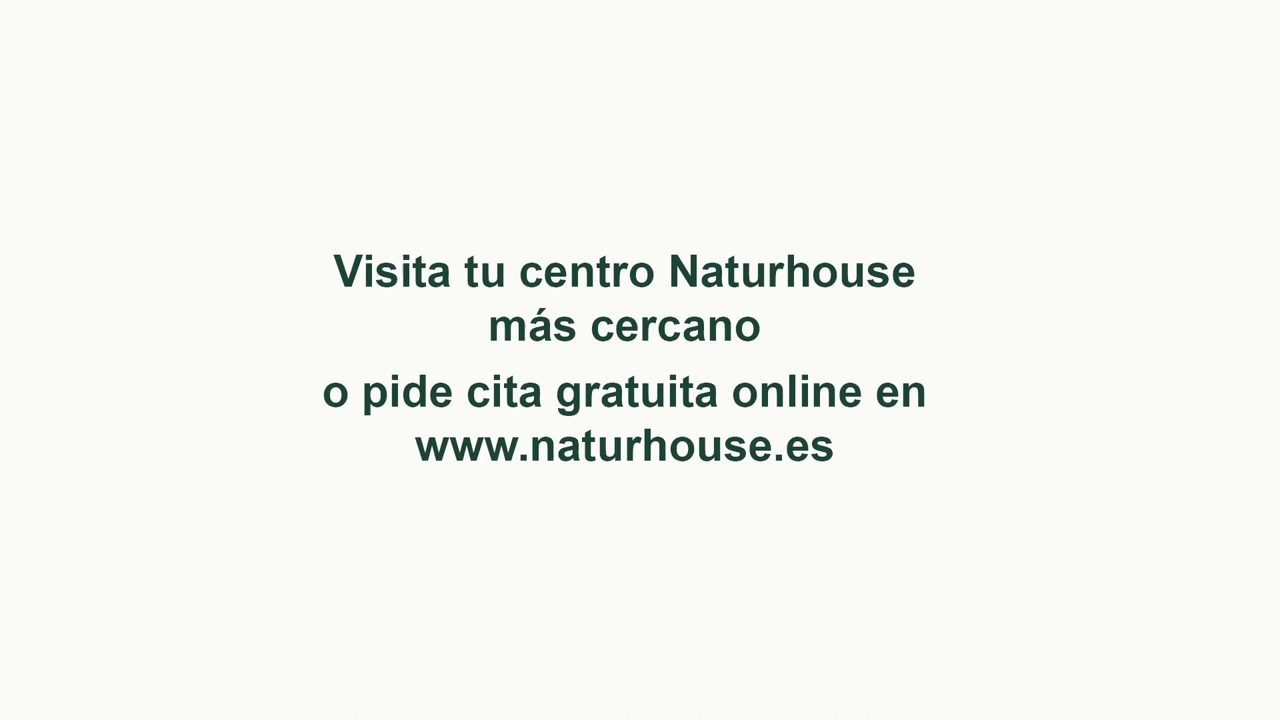 Visita tu centro Naturhouse
más cercano
o pide cita gratuita online en
www.naturhouse.es